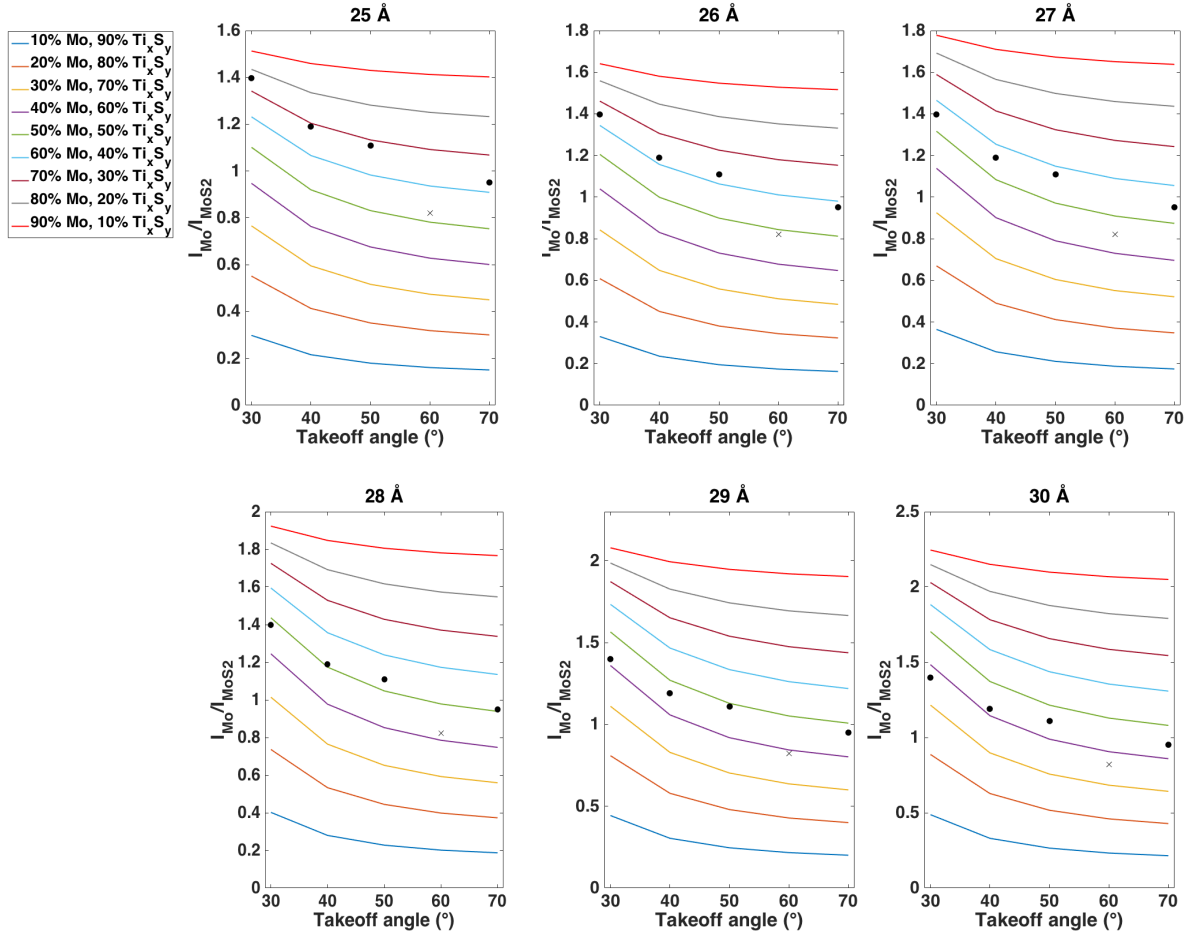 10% Mo, 90% TixSy
20% Mo, 80% TixSy
30% Mo, 70% TixSy
40% Mo, 60% TixSy
50% Mo, 50% TixSy
60% Mo, 40% TixSy
70% Mo, 30% TixSy
80% Mo, 20% TixSy
90% Mo, 10% TixSy
25 Å
1.6
1.4
1.2
1
0.8
0.6
0.4
0.2
0
IMo/IMoS2
30 40 50 60 70
Takeoff angle (°)
26 Å
1.8
1.6
1.4
1.2
1
0.8
0.6
0.4
0.2
0
IMo/IMoS2
30 40 50 60 70
Takeoff angle (°)
27 Å
1.8
1.6
1.4
1.2
1
0.8
0.6
0.4
0.2
0
IMo/IMoS2
30 40 50 60 70
Takeoff angle (°)
28 Å
2
1.8
1.6
1.4
1.2
1
0.8
0.6
0.4
0.2
0
IMo/IMoS2
30 40 50 60 70
Takeoff angle (°)
29 Å
2
1.5
1
0.5
0
IMo/IMoS2
30 40 50 60 70
Takeoff angle (°)
30 Å
2.5
2
1.5
1
0.5
0
IMo/IMoS2
30 40 50 60 70
Takeoff angle (°)